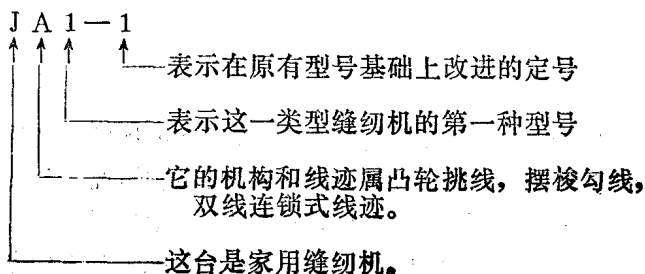 JA1—1
表示在原有型号基础上改进的定号
表示这一类型缝纫机的第一种型号
它的机构和线迹属凸轮挑线，摆梭勾线，
双线连锁式线迹。
这台是家用缝纫机。